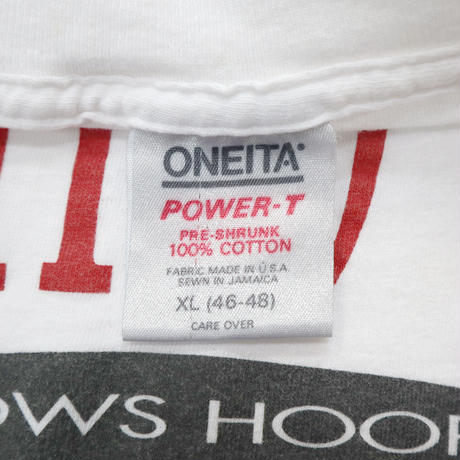 ONEITA®
POWER-T
PRE-SHRUNK
100% COTTON
FABRIC MADE IN U.S.A
SEWN IN JAMAICA
XL (46-48)
CARE OVER
OWS HOOP